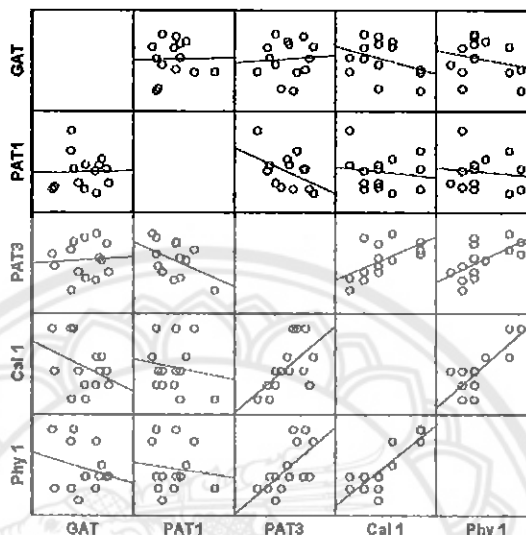 GAT
PAT1
PAT3
Cal 1
Phy 1
GAT PAT1 PAT3 Cal 1 Phy 1